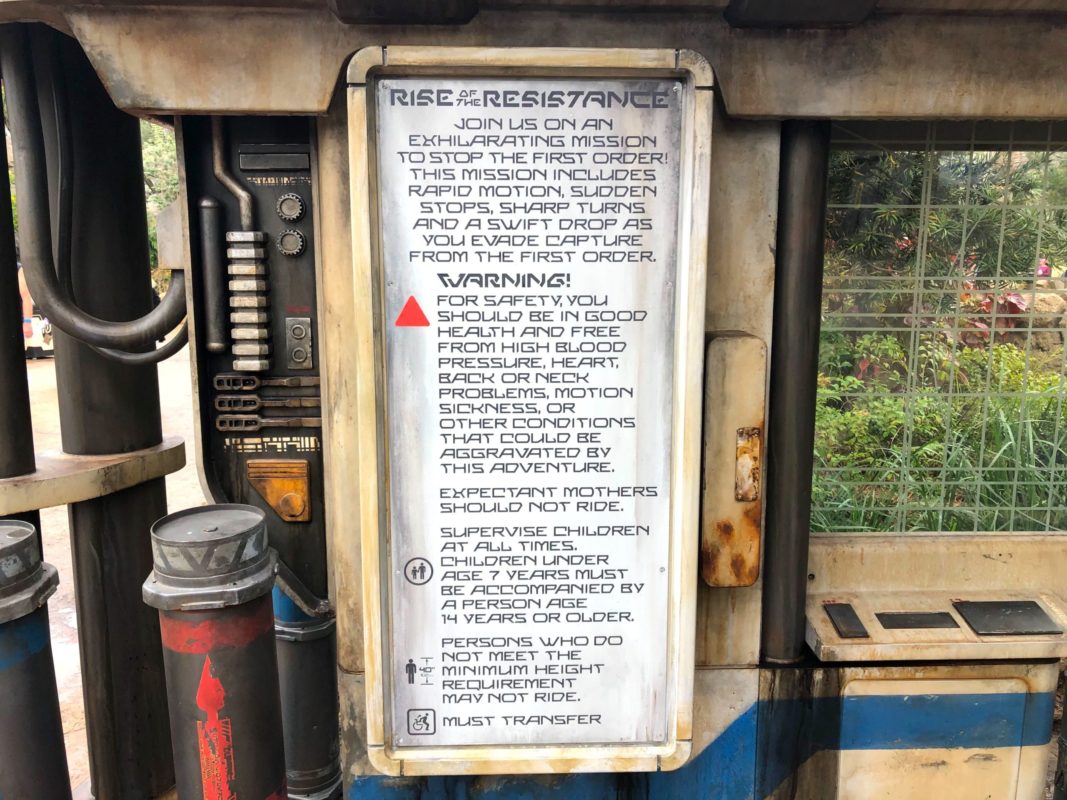 RISE OF THE RESISTANCE
JOIN US ON AN
EXHILARATING MISSION
TO STOP THE FIRST ORDER!
THIS MISSION INCLUDES
RAPID MOTION, SUDDEN
STOPS, SHARP TURNS
AND A SWIFT DROP AS
YOU EVADE CAPTURE
FROM THE FIRST ORDER.
WARNING!
FOR SAFETY, YOU
SHOULD BE IN GOOD
HEALTH AND FREE
FROM HIGH BLOOD
PRESSURE, HEART,
BACK OR NECK
PROBLEMS, MOTION
SICKNESS, OR
OTHER CONDITIONS
THAT COULD BE
AGGRAVATED BY
THIS ADVENTURE.
EXPECTANT MOTHERS
SHOULD NOT RIDE.
SUPERVISE CHILDREN
AT ALL TIMES.
CHILDREN UNDER
AGE 7 YEARS MUST
BE ACCOMPANIED BY
A PERSON AGE
14 YEARS OR OLDER.
PERSONS WHO DO
NOT MEET THE
MINIMUM HEIGHT
REQUIREMENT
MAY NOT RIDE.
40"
MUST TRANSFER